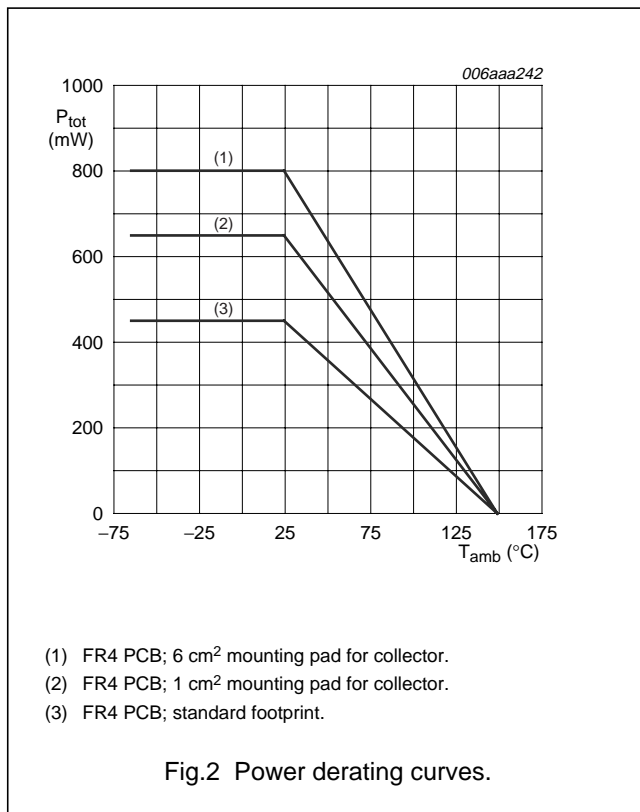 006aaa242
1000
P_tot
(mW)
800
600
400
200
0
(1)
(2)
(3)
−75
−25
25
75
125
175
T_amb (°C)
(1) FR4 PCB; 6 cm² mounting pad for collector.
(2) FR4 PCB; 1 cm² mounting pad for collector.
(3) FR4 PCB; standard footprint.
Fig.2 Power derating curves.